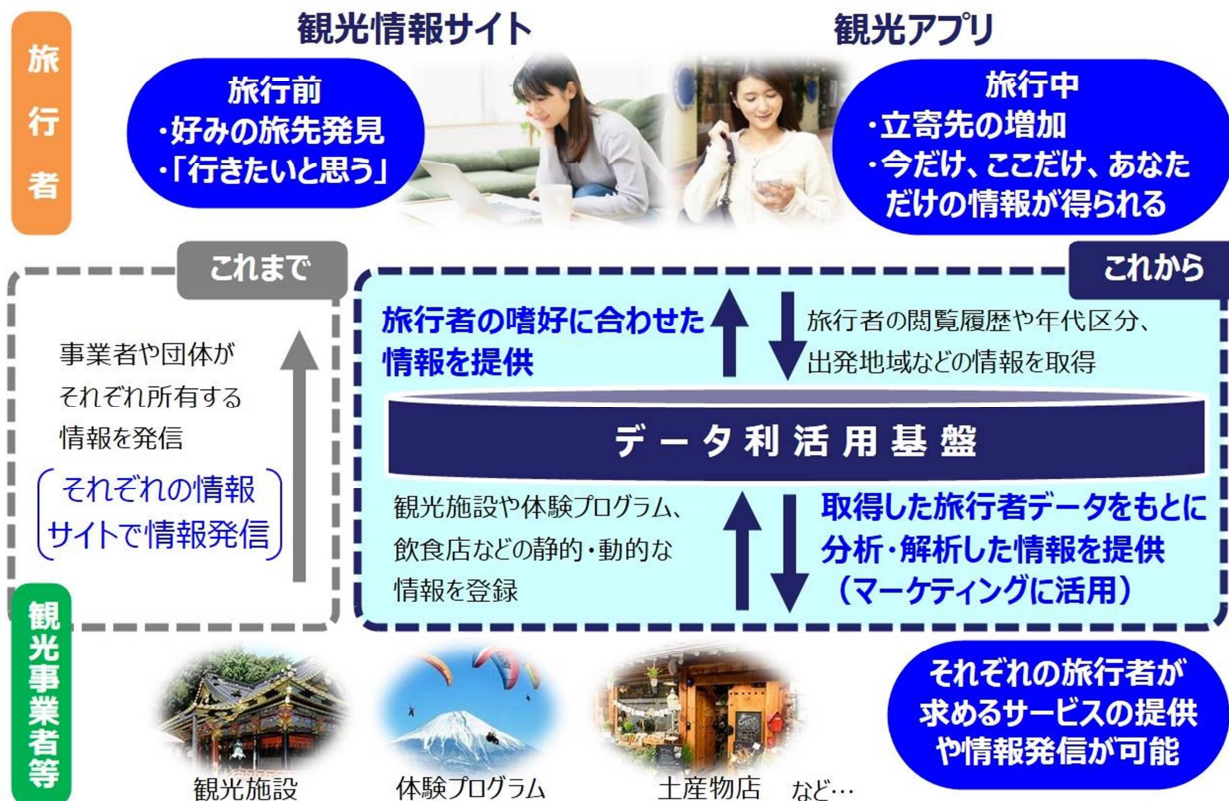 旅行者
観光情報サイト
観光アプリ
旅行前
・好みの旅先発見
・「行きたいと思う」
旅行中
・立寄先の増加
・今だけ、ここだけ、あなた
だけの情報が得られる
これまで
事業者や団体が
それぞれ所有する
情報を発信
それぞれの情報
サイトで情報発信
これから
旅行者の嗜好に合わせた
情報を提供
旅行者の閲覧履歴や年代区分、
出発地域などの情報を取得
データ利活用基盤
観光施設や体験プログラム、
飲食店などの静的・動的な
情報を登録
取得した旅行者データをもとに
分析・解析した情報を提供
（マーケティングに活用）
観光事業者等
観光施設
体験プログラム
土産物店
など…
それぞれの旅行者が
求めるサービスの提供
や情報発信が可能